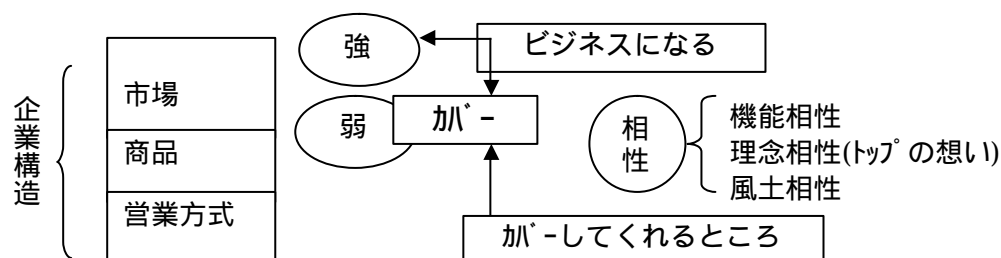 企業構造
市場
商品
営業方式
強
弱
ビジネスになる
ｶﾊﾞｰ
ｶﾊﾞｰしてくれるところ
相性
機能相性
理念相性(ﾄｯﾌﾟの想い)
風土相性